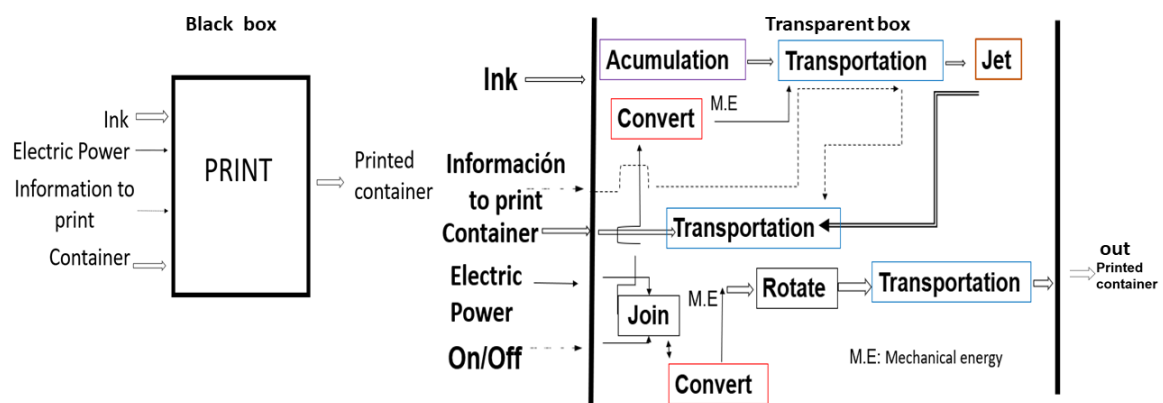 Black box
Ink
Electric Power
Information to
print
Container
PRINT
Printed
container
Transparent box
Ink
Información
to print
Container
Electric
Power
On/Off
Acumulation
Transportation
Jet
Convert
M.E
Transportation
Join
M.E
Rotate
Transportation
Convert
M.E: Mechanical energy
out
Printed
container